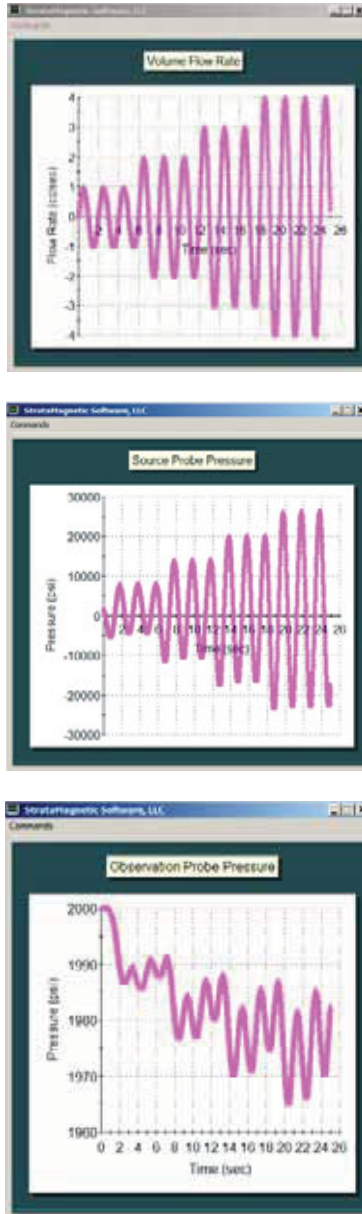 StrataMagnetic Software, LLC
Commands
Volume Flow Rate
Flow Rate (cc/sec)
4
3
2
1
0
-1
-2
-3
-4
2 4 6 8 10 12 14 16 18 20 22 24 26
Time (sec)
StrataMagnetic Software, LLC
Commands
Source Probe Pressure
Pressure (psi)
30000
20000
10000
0
-10000
-20000
-30000
2 4 6 8 10 12 14 16 18 20 22 24 26
Time (sec)
StrataMagnetic Software, LLC
Commands
Observation Probe Pressure
Pressure (psi)
2000
1990
1980
1970
1960
0 2 4 6 8 10 12 14 16 18 20 22 24 26
Time (sec)